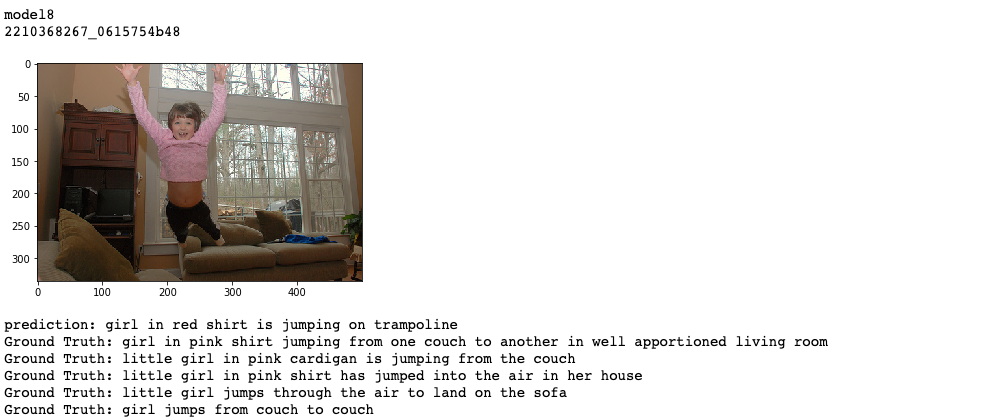 model8
2210368267_0615754b48
0
50
100
150
200
250
300
0 100 200 300 400
prediction: girl in red shirt is jumping on trampoline
Ground Truth: girl in pink shirt jumping from one couch to another in well apportioned living room
Ground Truth: little girl in pink cardigan is jumping from the couch
Ground Truth: little girl in pink shirt has jumped into the air in her house
Ground Truth: little girl jumps through the air to land on the sofa
Ground Truth: girl jumps from couch to couch